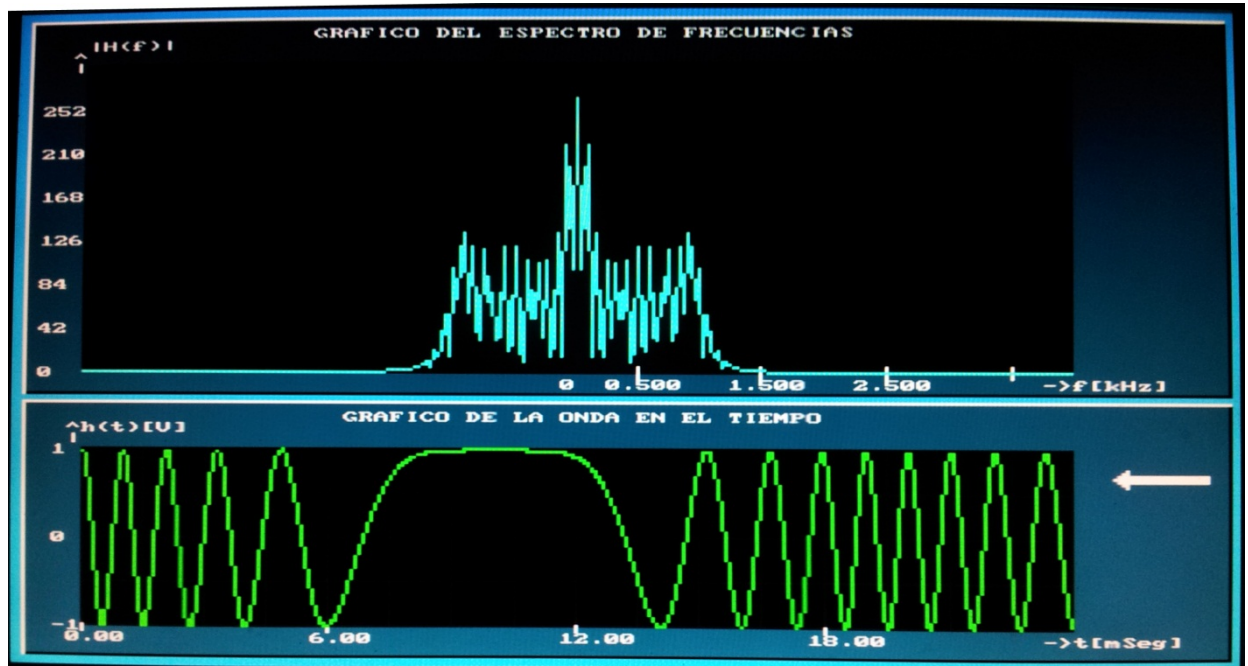 GRAFICO DEL ESPECTRO DE FRECUENCIAS
^ |H(f)|
252
210
168
126
84
42
0
0 0.500 1.500 2.500 ->f[kHz]
GRAFICO DE LA ONDA EN EL TIEMPO
^h(t)[V]
1
0
-1
0.00 6.00 12.00 18.00 ->t[mSeg]